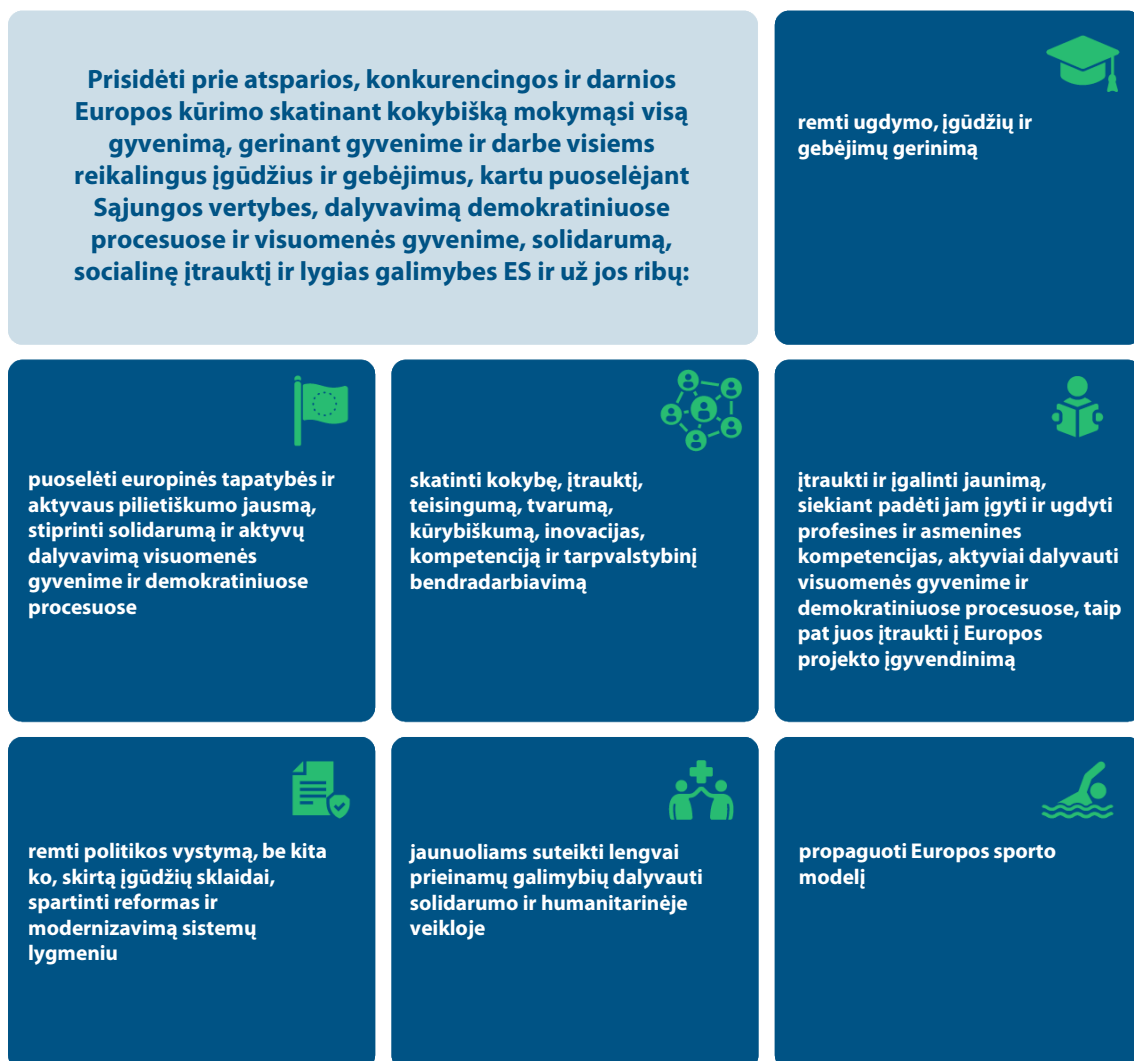 Prisidėti prie atsparios, konkurencingos ir darnios
Europos kūrimo skatinant kokybišką mokymąsi visą
gyvenimą, gerinant gyvenime ir darbe visiems
reikalingus įgūdžius ir gebėjimus, kartu puoselėjant
Sąjungos vertybes, dalyvavimą demokratiniuose
procesuose ir visuomenės gyvenime, solidarumą,
socialinę įtrauktį ir lygias galimybes ES ir už jos ribų:
remti ugdymo, įgūdžių ir
gebėjimų gerinimą
puoselėti europinės tapatybės ir
aktyvaus pilietiškumo jausmą,
stiprinti solidarumą ir aktyvų
dalyvavimą visuomenės
gyvenime ir demokratiniuose
procesuose
skatinti kokybę, įtrauktį,
teisingumą, tvarumą,
kūrybiškumą, inovacijas,
kompetenciją ir tarpvalstybinį
bendradarbiavimą
įtraukti ir įgalinti jaunimą,
siekiant padėti jam įgyti ir ugdyti
profesines ir asmenines
kompetencijas, aktyviai dalyvauti
visuomenės gyvenime ir
demokratiniuose procesuose, taip
pat juos įtraukti į Europos
projekto įgyvendinimą
remti politikos vystymą, be kita
ko, skirtą įgūdžių sklaidai,
spartinti reformas ir
modernizavimą sistemų
lygmeniu
jaunuoliams suteikti lengvai
prieinamų galimybių dalyvauti
solidarumo ir humanitarinėje
veikloje
propaguoti Europos sporto
modelį